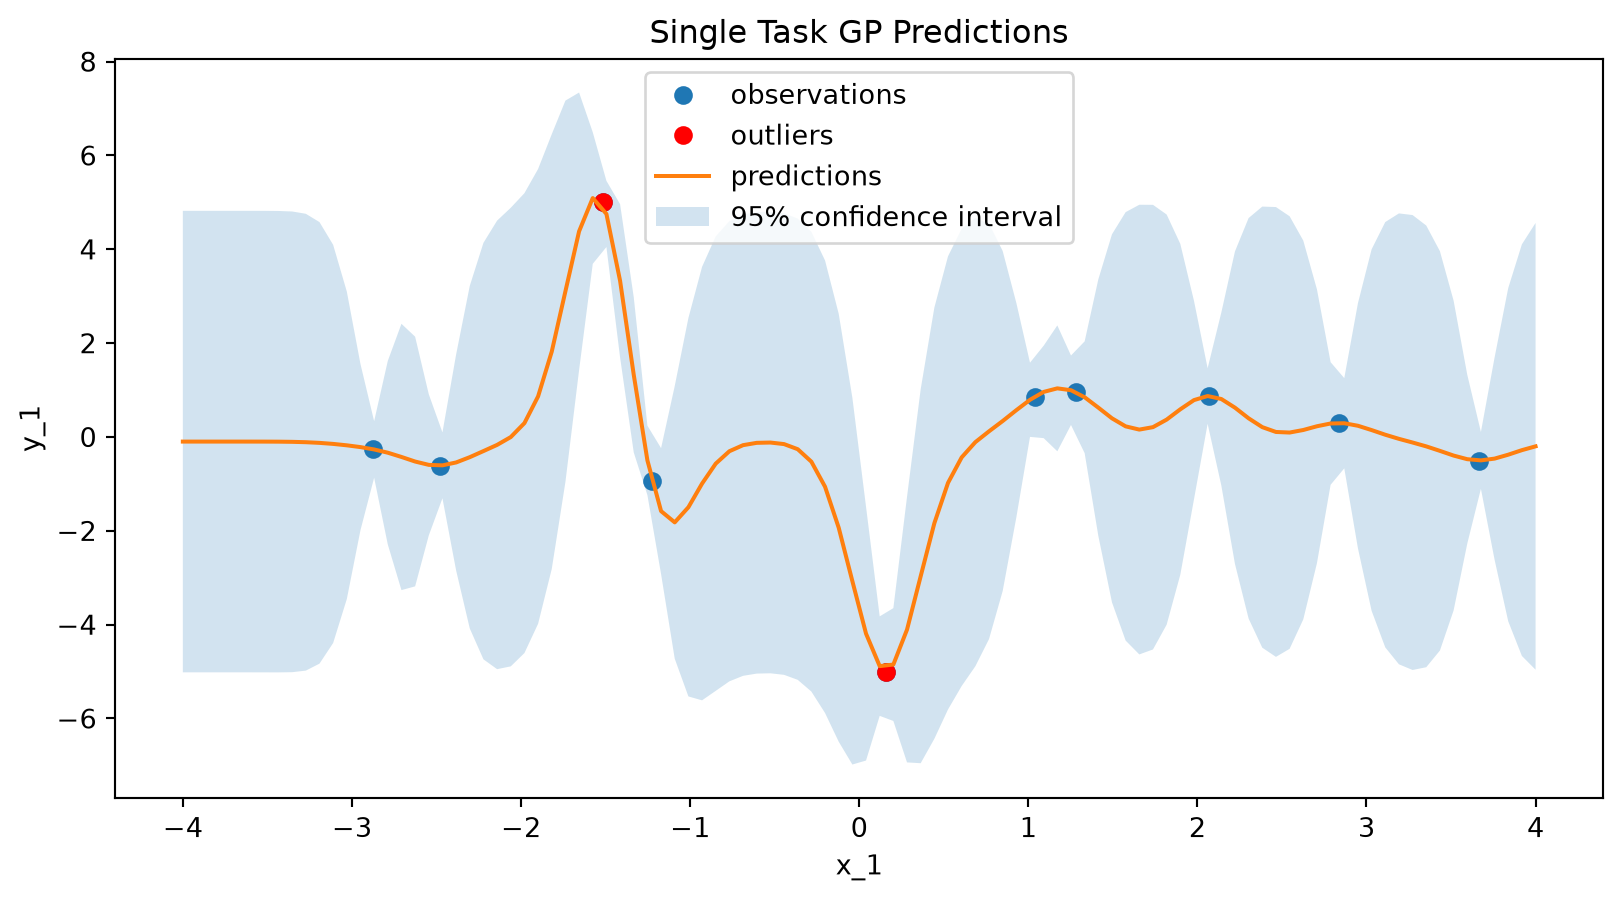 Single Task GP Predictions
observations
outliers
predictions
95% confidence interval
y_1
8
6
4
2
0
−2
−4
−6
−4 −3 −2 −1 0 1 2 3 4
x_1